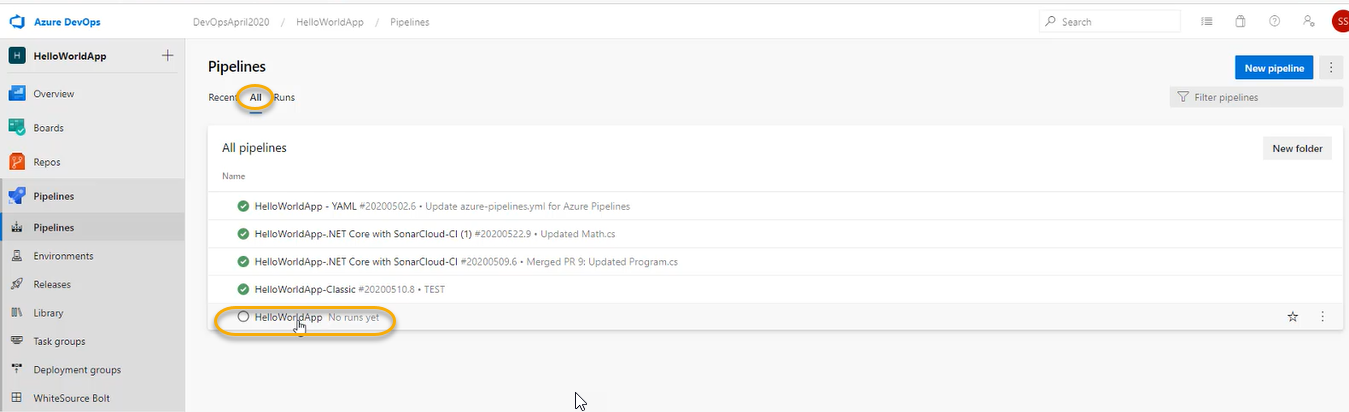 Azure DevOps
DevOpsApril2020 / HelloWorldApp / Pipelines
Search
SS
H HelloWorldApp
Overview
Boards
Repos
Pipelines
Pipelines
Environments
Releases
Library
Task groups
Deployment groups
WhiteSource Bolt
Pipelines
New pipeline
Recent All Runs
Filter pipelines
All pipelines
New folder
Name
HelloWorldApp - YAML #20200502.6 • Update azure-pipelines.yml for Azure Pipelines
HelloWorldApp-.NET Core with SonarCloud-CI (1) #20200522.9 • Updated Math.cs
HelloWorldApp-.NET Core with SonarCloud-CI #20200509.6 • Merged PR 9: Updated Program.cs
HelloWorldApp-Classic #20200510.8 • TEST
HelloWorldApp No runs yet